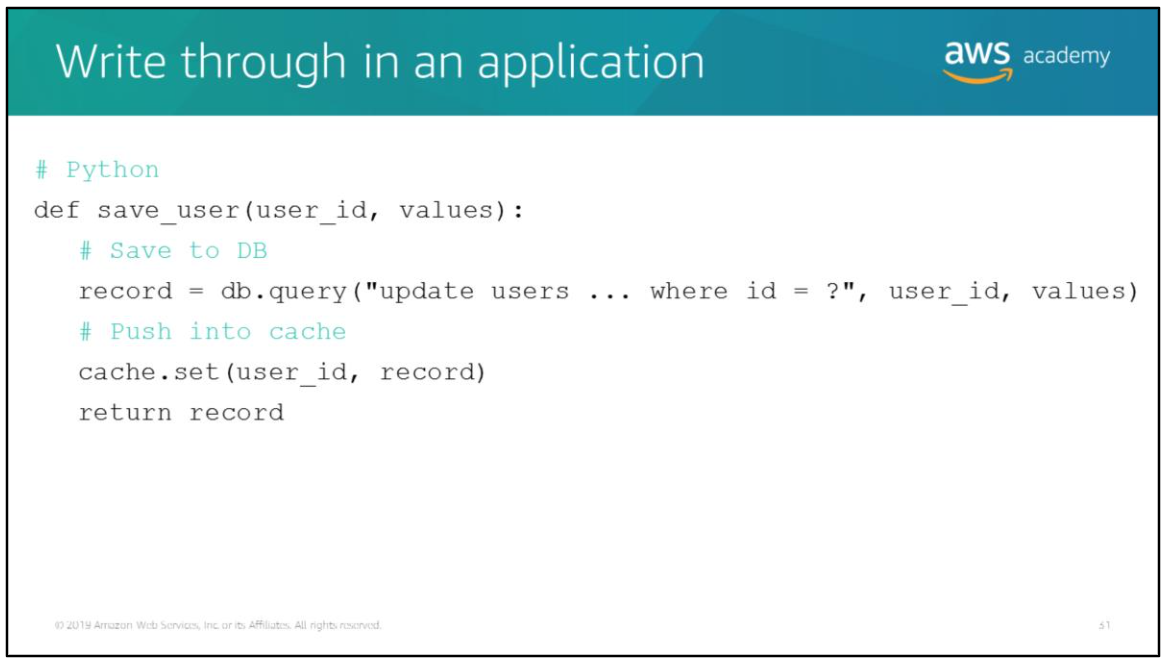 Write through in an application
aws academy
# Python
def save_user(user_id, values):
# Save to DB
record = db.query("update users ... where id = ?", user_id, values)
# Push into cache
cache.set(user_id, record)
return record
© 2019 Amazon Web Services, Inc. or its Affiliates. All rights reserved.
31